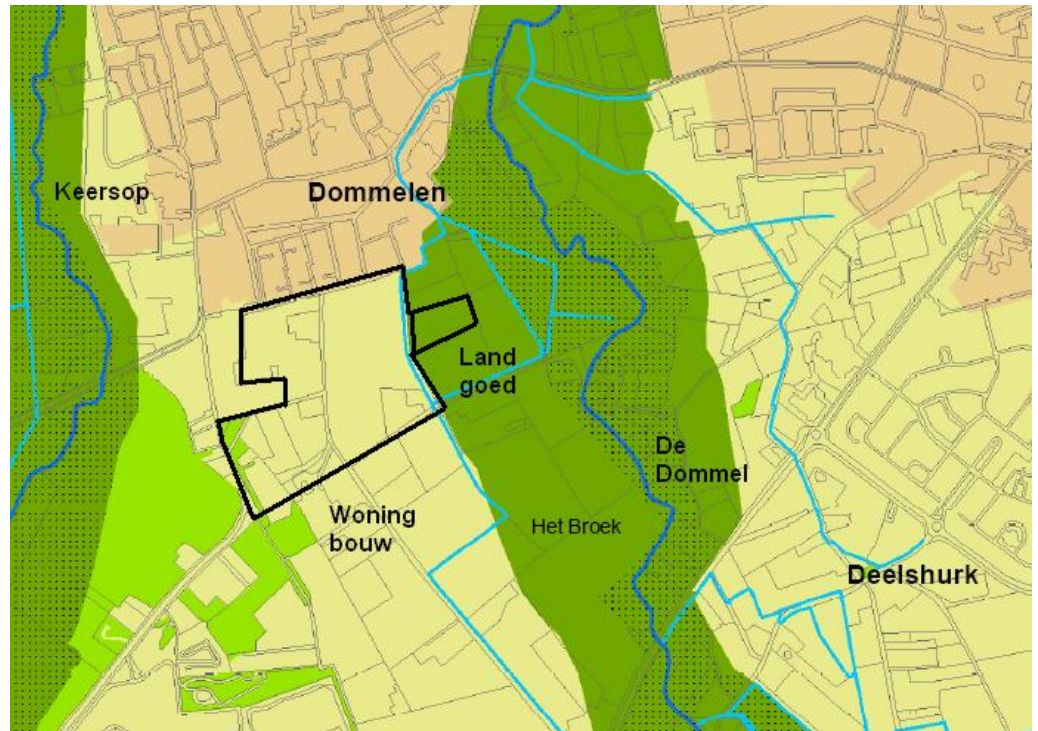 Keersop
Dommelen
Land
goed
De
Dommel
Woning
bouw
Het Broek
Deelshurk